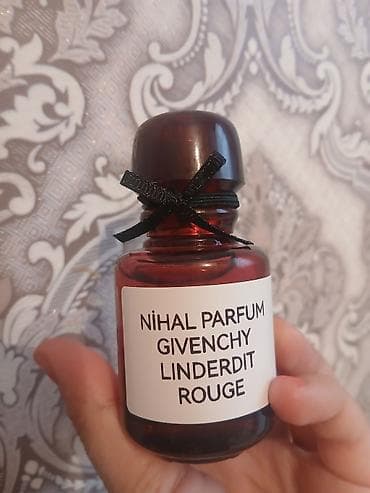 NİHAL PARFUM
GIVENCHY
LINDERDIT
ROUGE